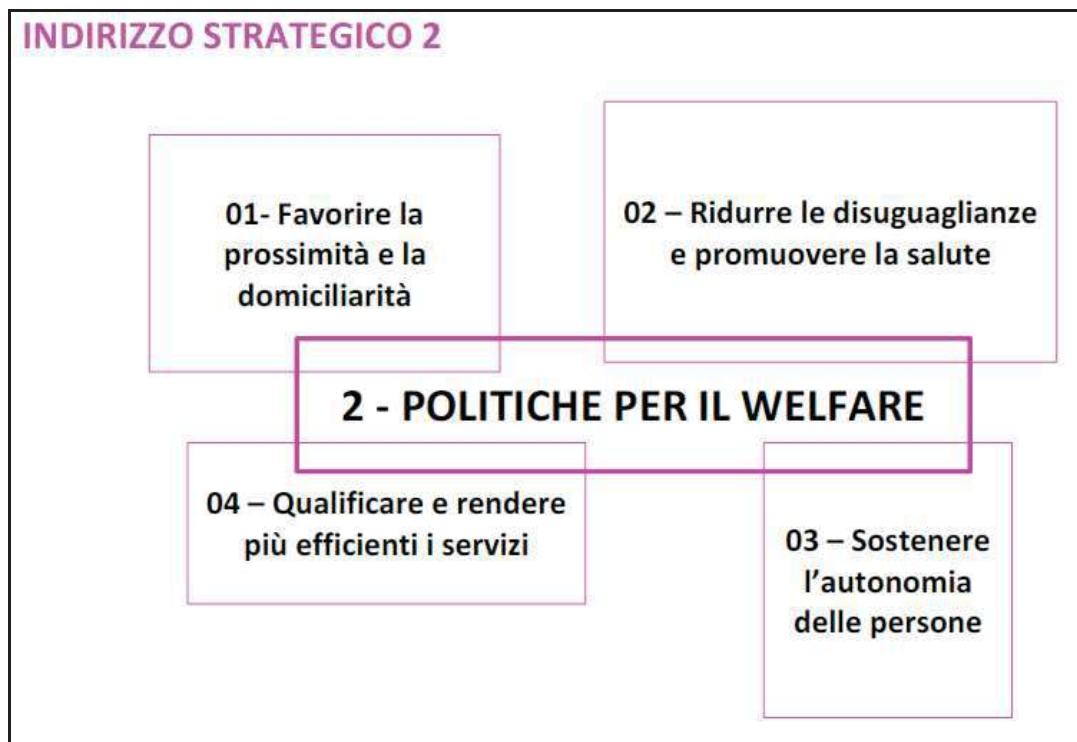 INDIRIZZO STRATEGICO 2
01- Favorire la
prossimità e la
domiciliarità
02 – Ridurre le disuguaglianze
e promuovere la salute
2 - POLITICHE PER IL WELFARE
04 – Qualificare e rendere
più efficienti i servizi
03 – Sostenere
l’autonomia
delle persone